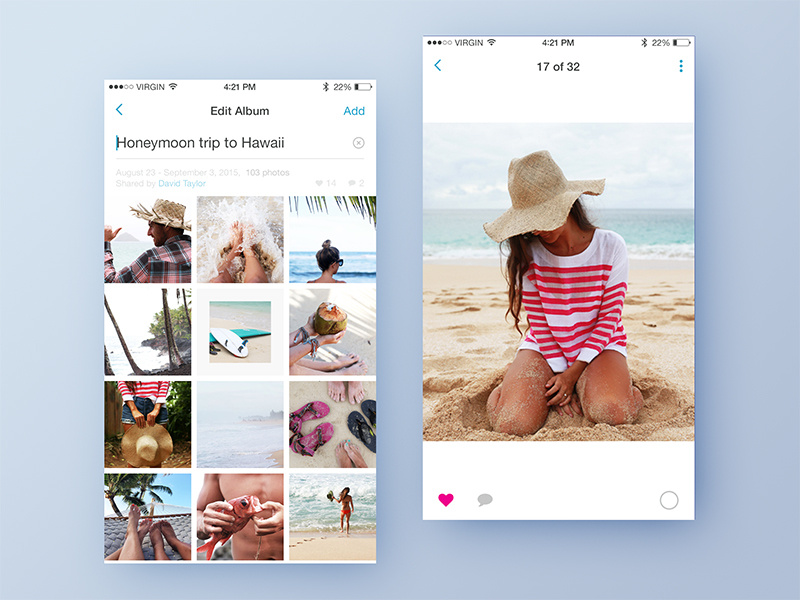 VIRGIN 4:21 PM 22%
Edit Album Add
Honeymoon trip to Hawaii
August 23 - September 3, 2015, 103 photos
Shared by David Taylor 14 2
VIRGIN 4:21 PM 22%
17 of 32